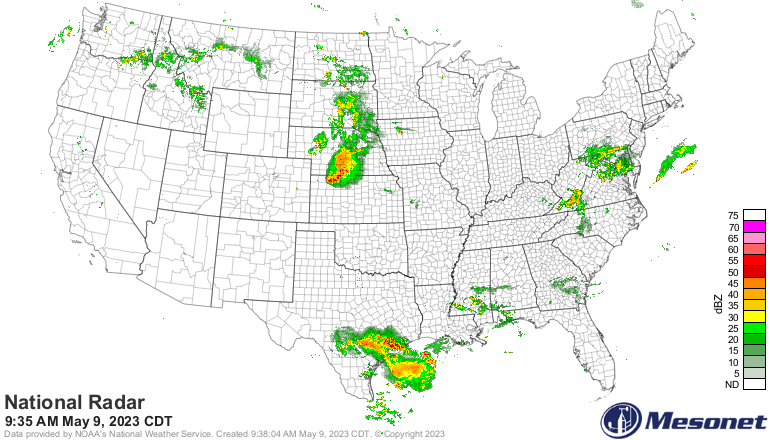 75
70
65
60
55
50
45
40
35
30
25
20
15
10
5
ND
dBZ
National Radar
9:35 AM May 9, 2023 CDT
Data provided by NOAA's National Weather Service. Created 9:38:04 AM May 9, 2023 CDT. © Copyright 2023
Mesonet